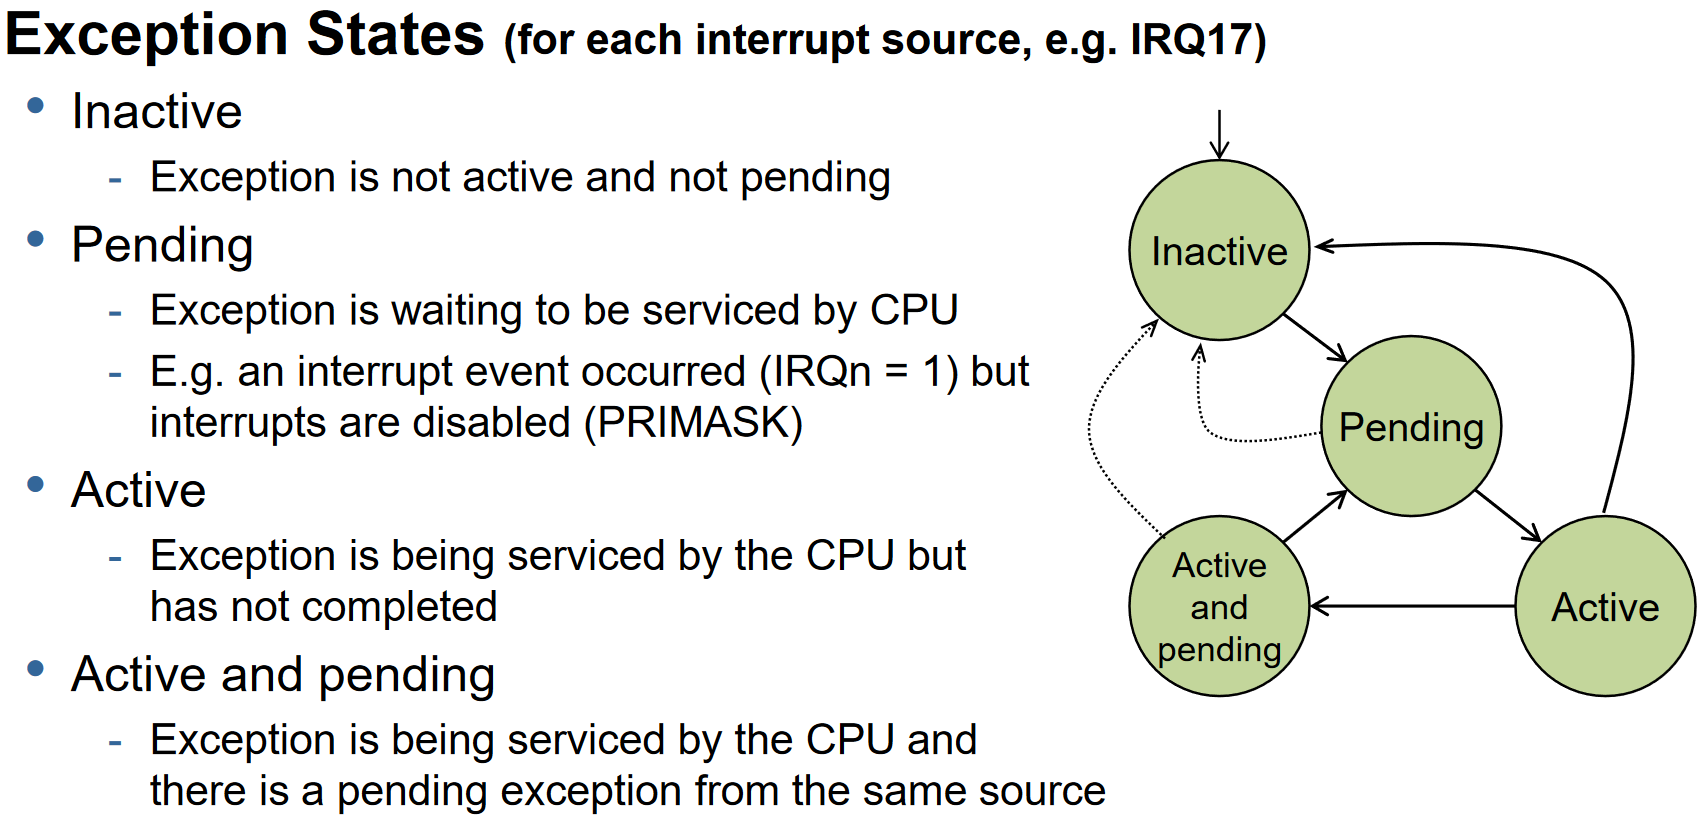 Exception States (for each interrupt source, e.g. IRQ17)
• Inactive
- Exception is not active and not pending
• Pending
- Exception is waiting to be serviced by CPU
- E.g. an interrupt event occurred (IRQn = 1) but
interrupts are disabled (PRIMASK)
• Active
- Exception is being serviced by the CPU but
has not completed
• Active and pending
- Exception is being serviced by the CPU and
there is a pending exception from the same source
Inactive
Pending
Active
and
pending
Active